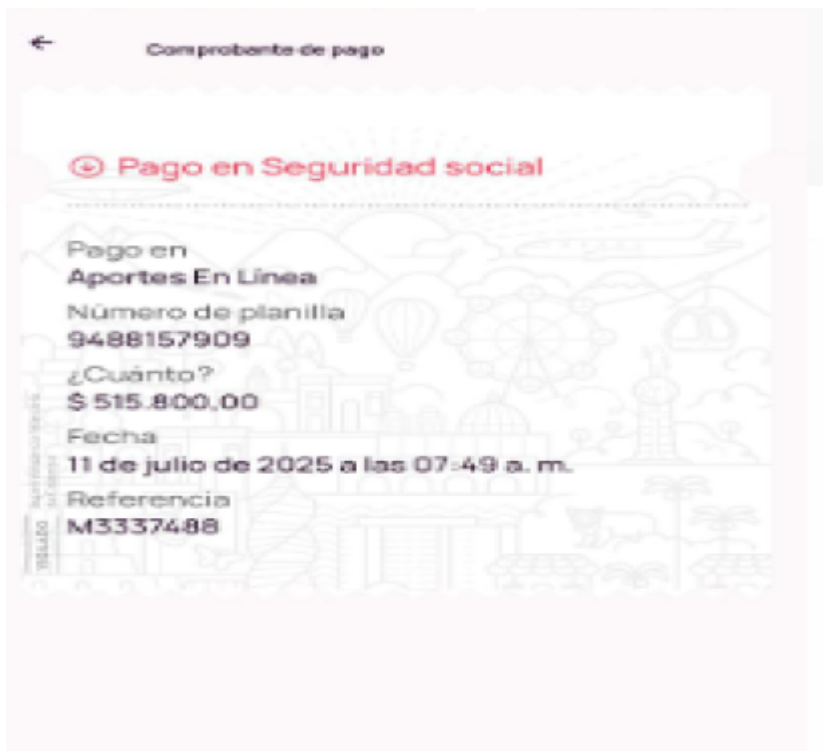 Comprobante de pago
Pago en Seguridad social
Pago en
Aportes En Línea
Número de planilla
9488157909
¿Cuánto?
$ 515.800,00
Fecha
11 de julio de 2025 a las 07:49 a. m.
Referencia
M3337488